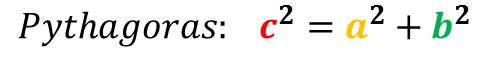 Pythagoras: c² = a² + b²